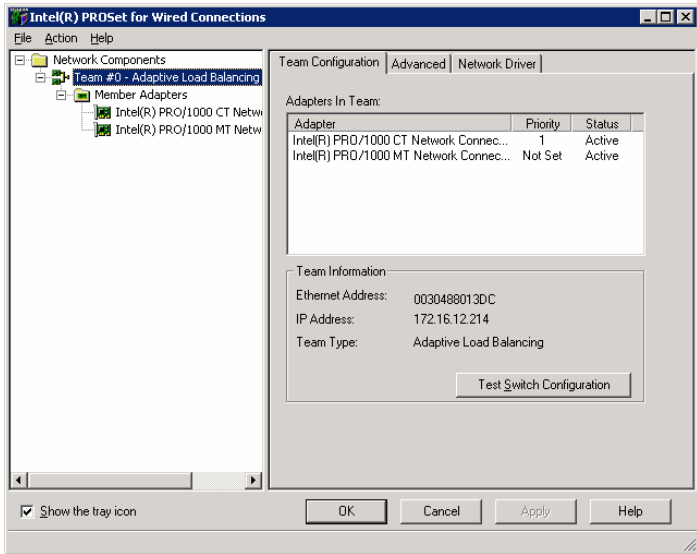 Intel(R) PROSet for Wired Connections
File Action Help
Network Components
Team #0 - Adaptive Load Balancing
Member Adapters
Intel(R) PRO/1000 CT Netw
Intel(R) PRO/1000 MT Netw
Team Configuration Advanced Network Driver
Adapters In Team:
Adapter Priority Status
Intel(R) PRO/1000 CT Network Connec... 1 Active
Intel(R) PRO/1000 MT Network Connec... Not Set Active
Team Information
Ethernet Address: 0030488013DC
IP Address: 172.16.12.214
Team Type: Adaptive Load Balancing
Test Switch Configuration
Show the tray icon
OK Cancel Apply Help